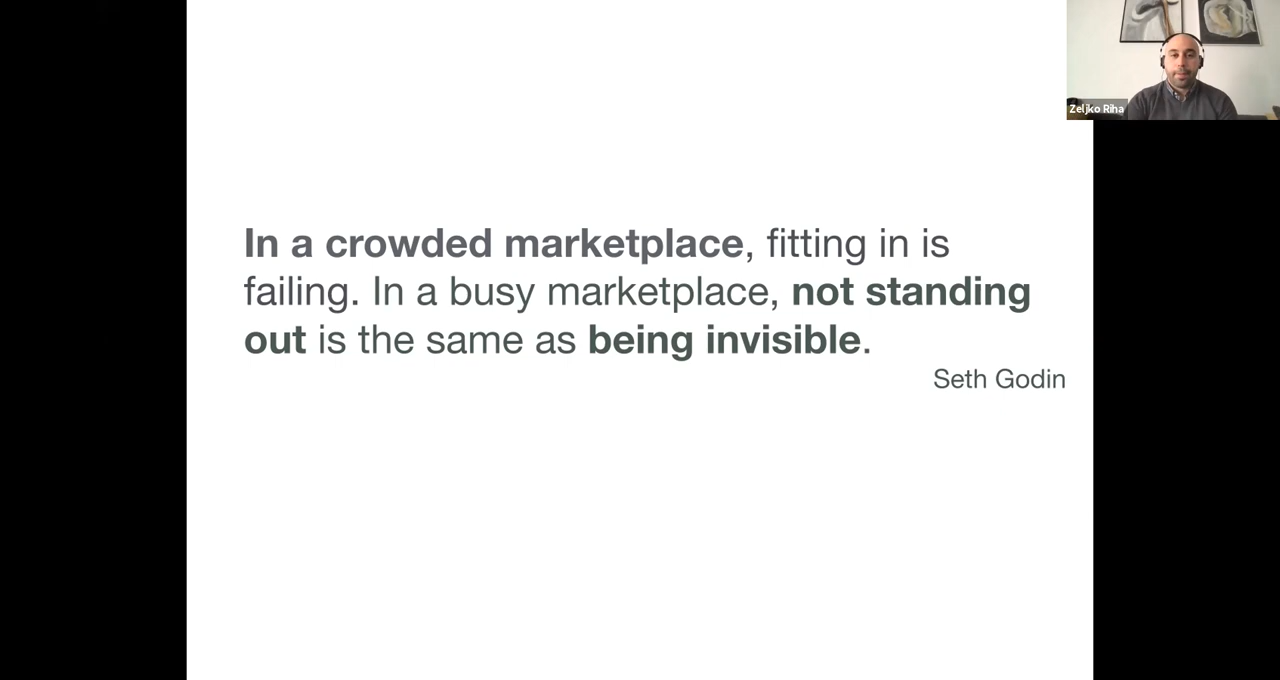 Zeljko Riha
In a crowded marketplace, fitting in is
failing. In a busy marketplace, not standing
out is the same as being invisible.
Seth Godin